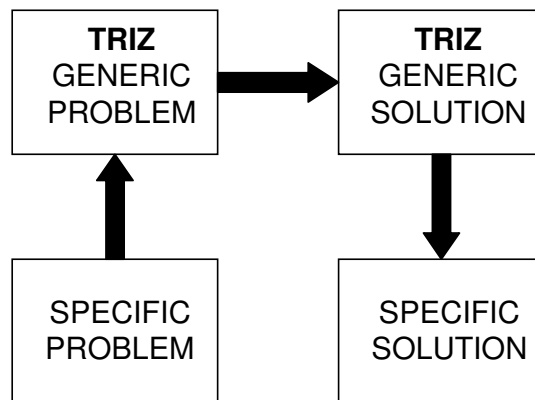 TRIZ
GENERIC
PROBLEM
TRIZ
GENERIC
SOLUTION
SPECIFIC
PROBLEM
SPECIFIC
SOLUTION